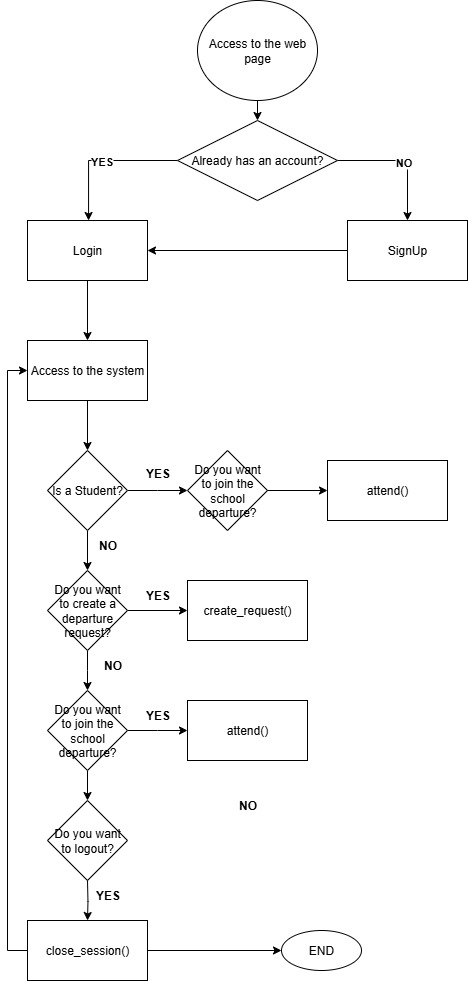 Access to the web
page
Already has an account?
YES
NO
Login
SignUp
Access to the system
Is a Student?
YES
Do you want
to join the
school
departure?
attend()
NO
Do you want
to create a
departure
request?
YES
create_request()
NO
Do you want
to join the
school
departure?
YES
attend()
NO
Do you want
to logout?
YES
close_session()
END